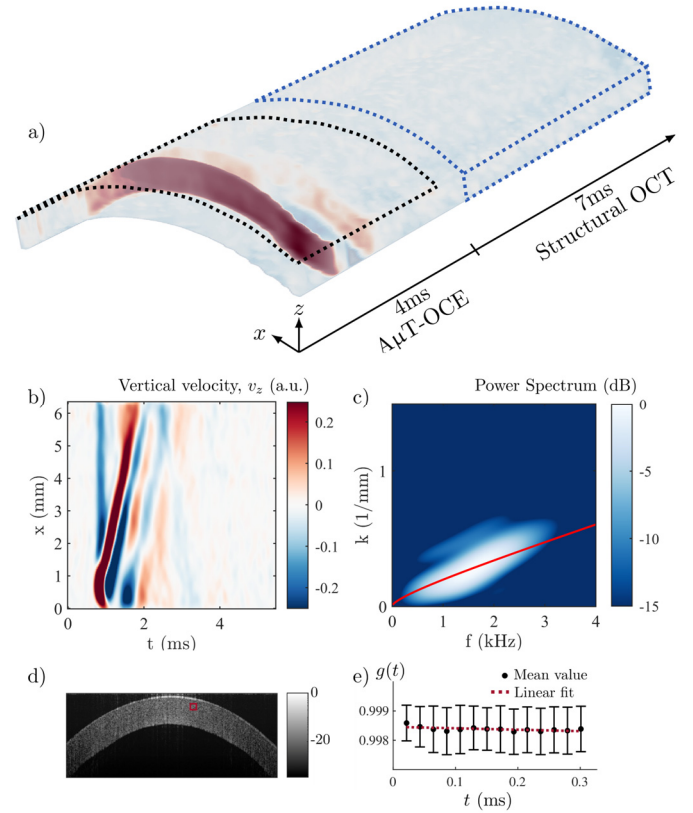 a)
7ms
Structural OCT
4ms
AµT-OCE
z
x
b)
Vertical velocity, v_z (a.u.)
6
5
4
3
2
1
0
x (mm)
0 2 4
t (ms)
0.2
0.1
0
-0.1
-0.2
c)
Power Spectrum (dB)
1
0
k (1/mm)
0 1 2 3 4
f (kHz)
0
-5
-10
-15
d)
0
-20
e)
g(t)
Mean value
Linear fit
0.999
0.998
0 0.1 0.2 0.3
t (ms)